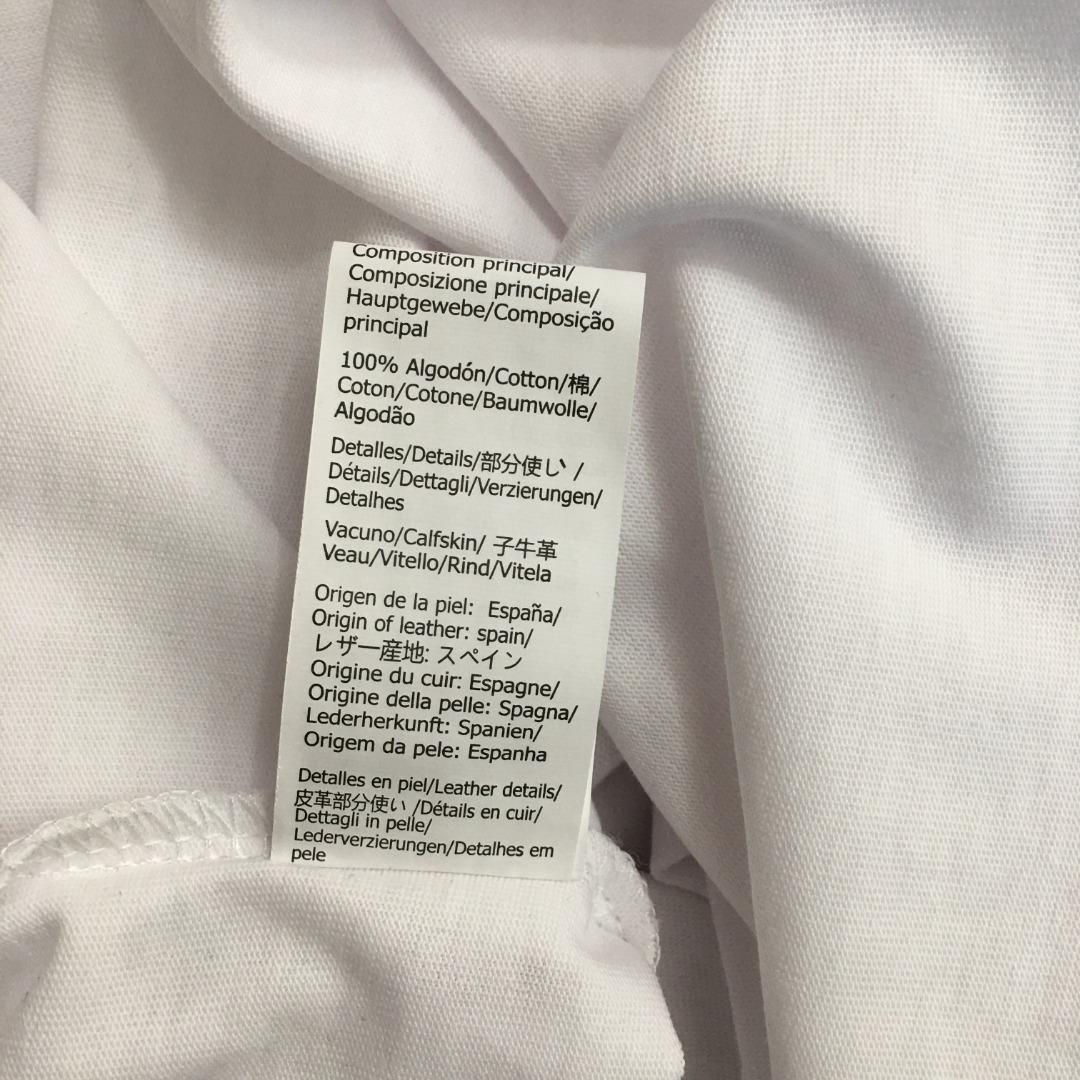 Composition principal/
Composizione principale/
Hauptgewebe/Composição
principal
100% Algodón/Cotton/棉/
Coton/Cotone/Baumwolle/
Algodão
Detalles/Details/部分使い /
Détails/Dettagli/Verzierungen/
Detalhes
Vacuno/Calfskin/ 子牛革
Veau/Vitello/Rind/Vitela
Origen de la piel: España/
Origin of leather: spain/
レザー産地: スペイン
Origine du cuir: Espagne/
Origine della pelle: Spagna/
Lederherkunft: Spanien/
Origem da pele: Espanha
Detalles en piel/Leather details/
皮革部分使い /Détails en cuir/
Dettagli in pelle/
Lederverzierungen/Detalhes em
pele